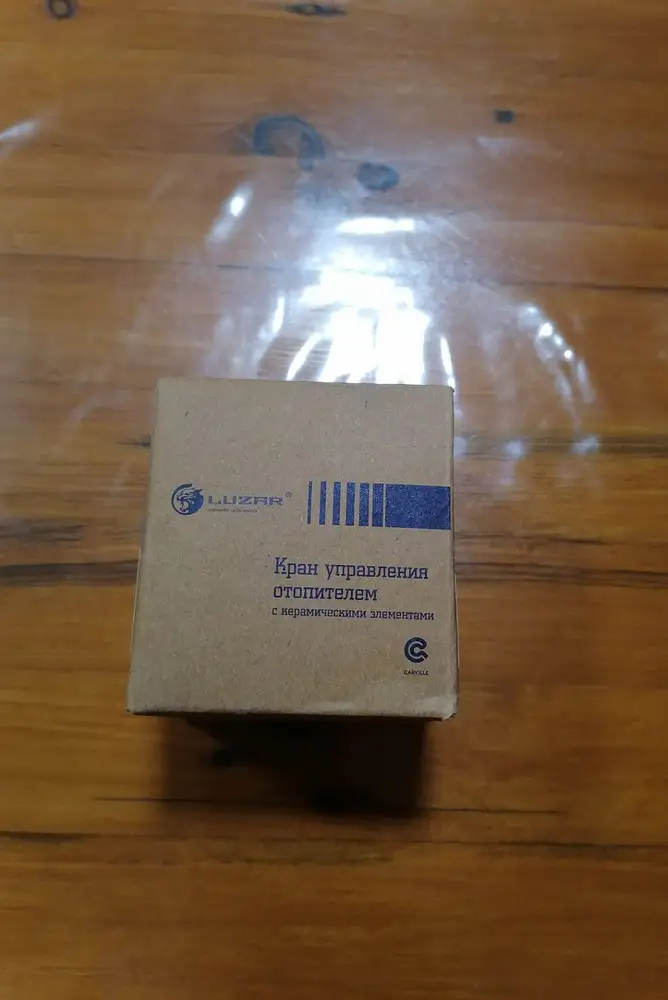 LUZAR®
Кран управления
отопителем
с керамическими элементами
CARVILLE